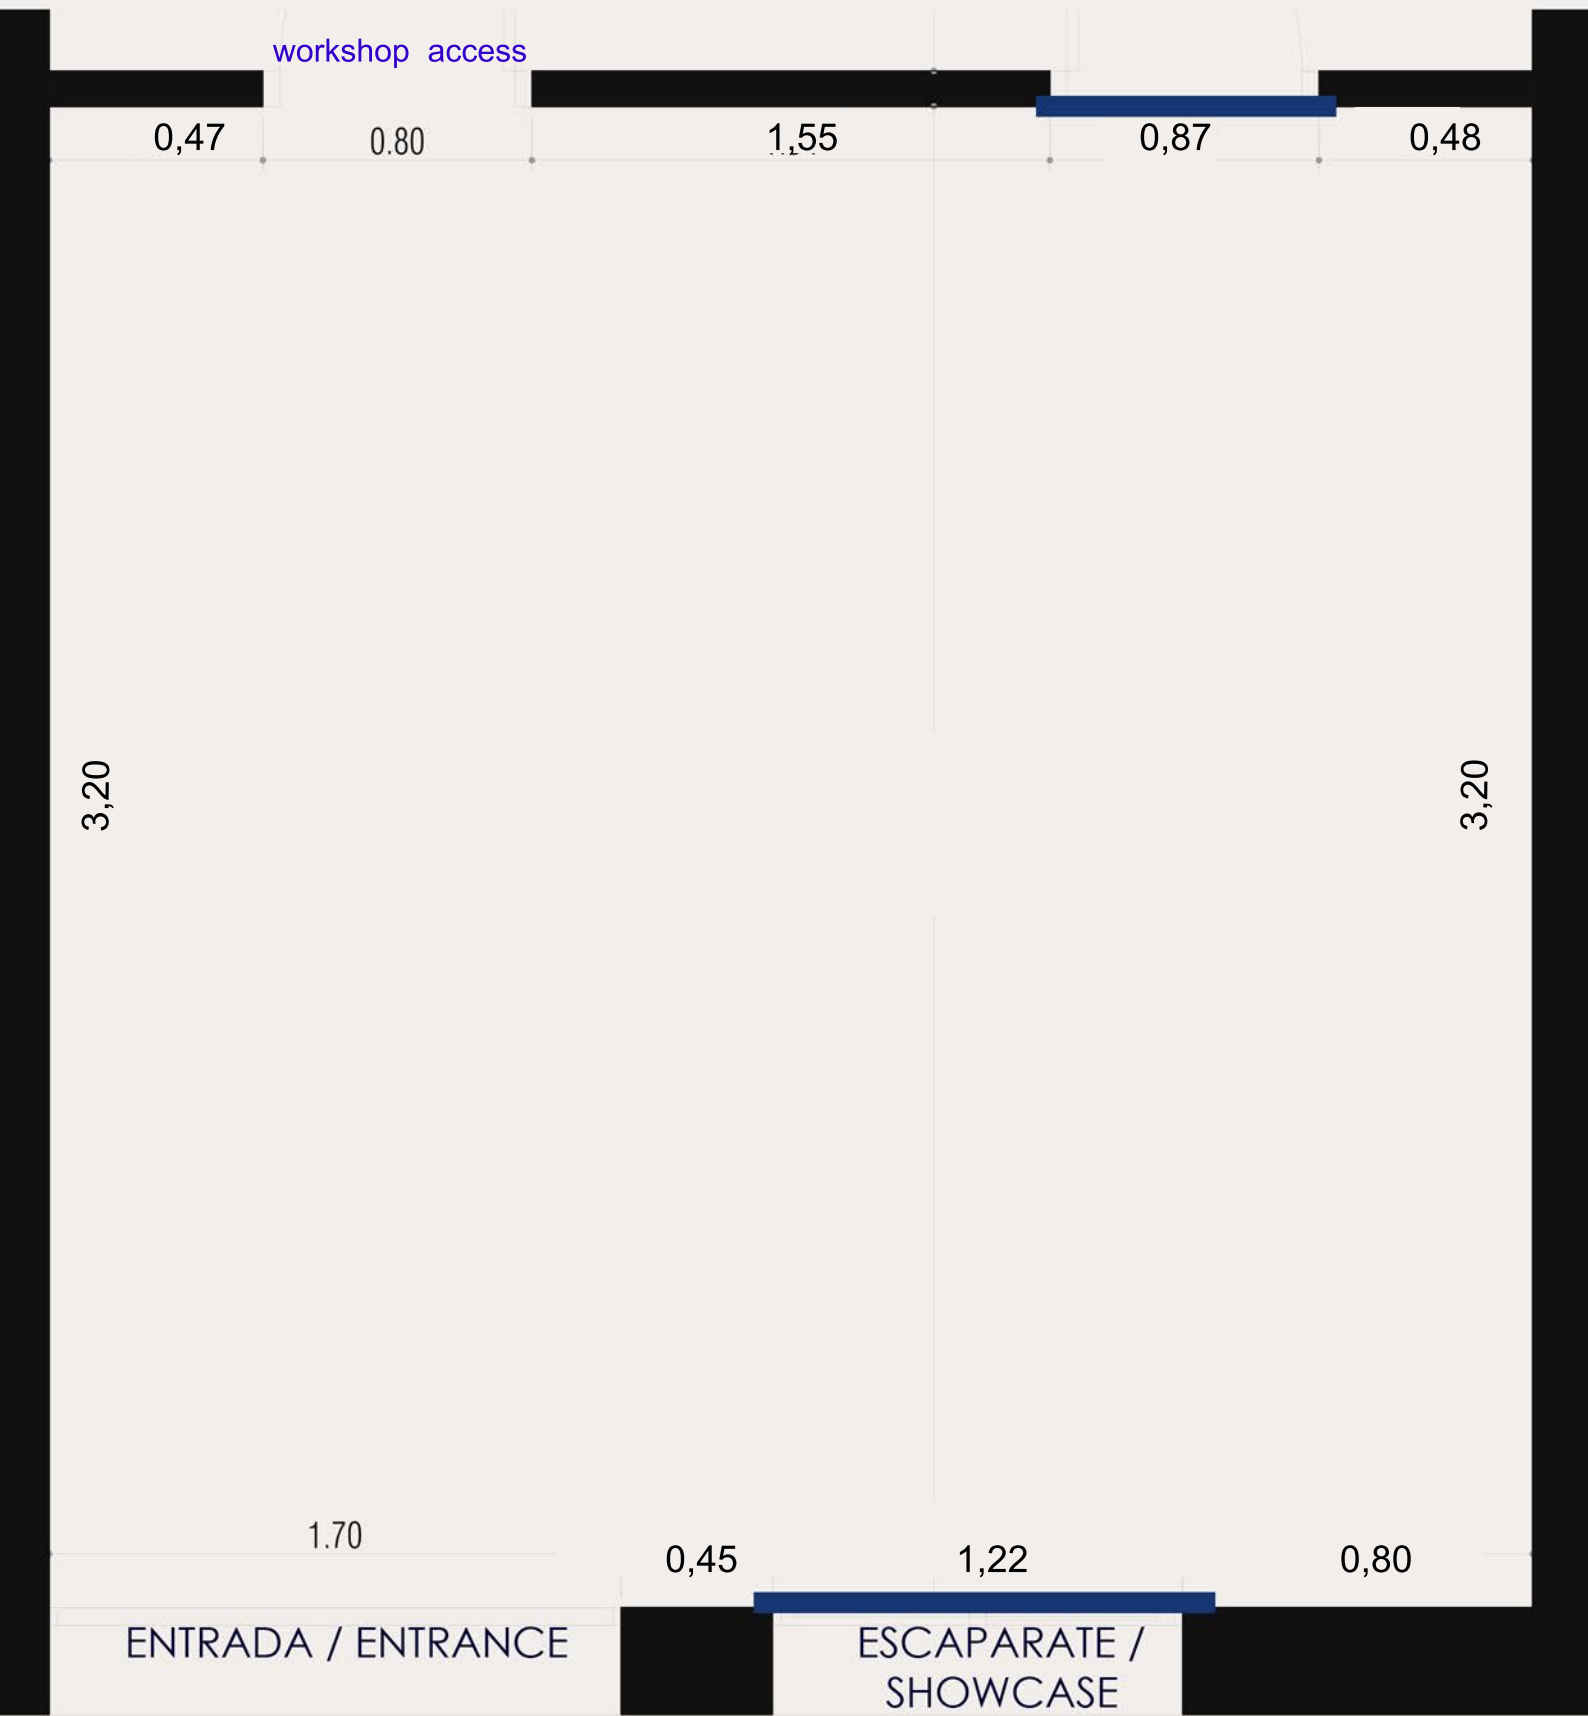 workshop access
0,47
0.80
1,55
0,87
0,48
3,20
3,20
1.70
0,45
1,22
0,80
ENTRADA / ENTRANCE
ESCAPARATE /
SHOWCASE